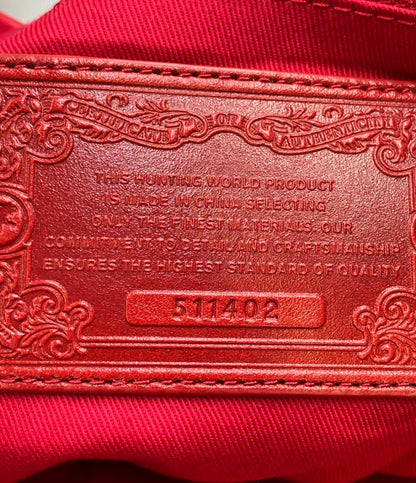 CERTIFICATE OF AUTHENTICITY
THIS HUNTING WORLD PRODUCT
IS MADE IN CHINA SELECTING
ONLY THE FINEST MATERIALS. OUR
COMMITMENT TO DETAIL AND CRAFTSMANSHIP
ENSURES THE HIGHEST STANDARD OF QUALITY
511402